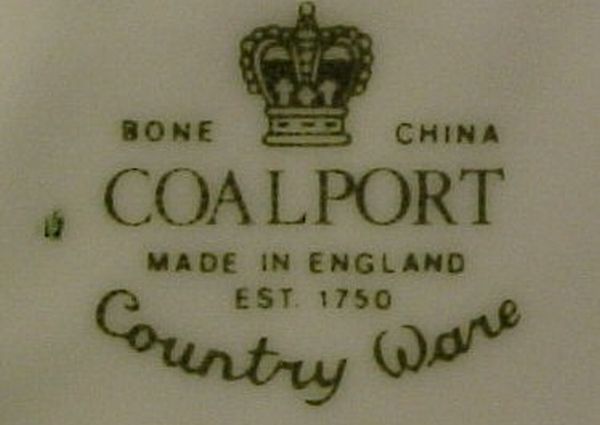 BONE CHINA
COALPORT
MADE IN ENGLAND
EST. 1750
Country Ware